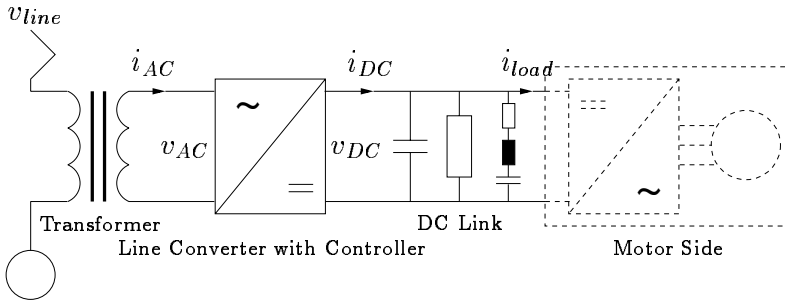 v_line
i_AC
i_DC
i_load
~
v_AC
v_DC
~
Transformer
DC Link
Line Converter with Controller
Motor Side